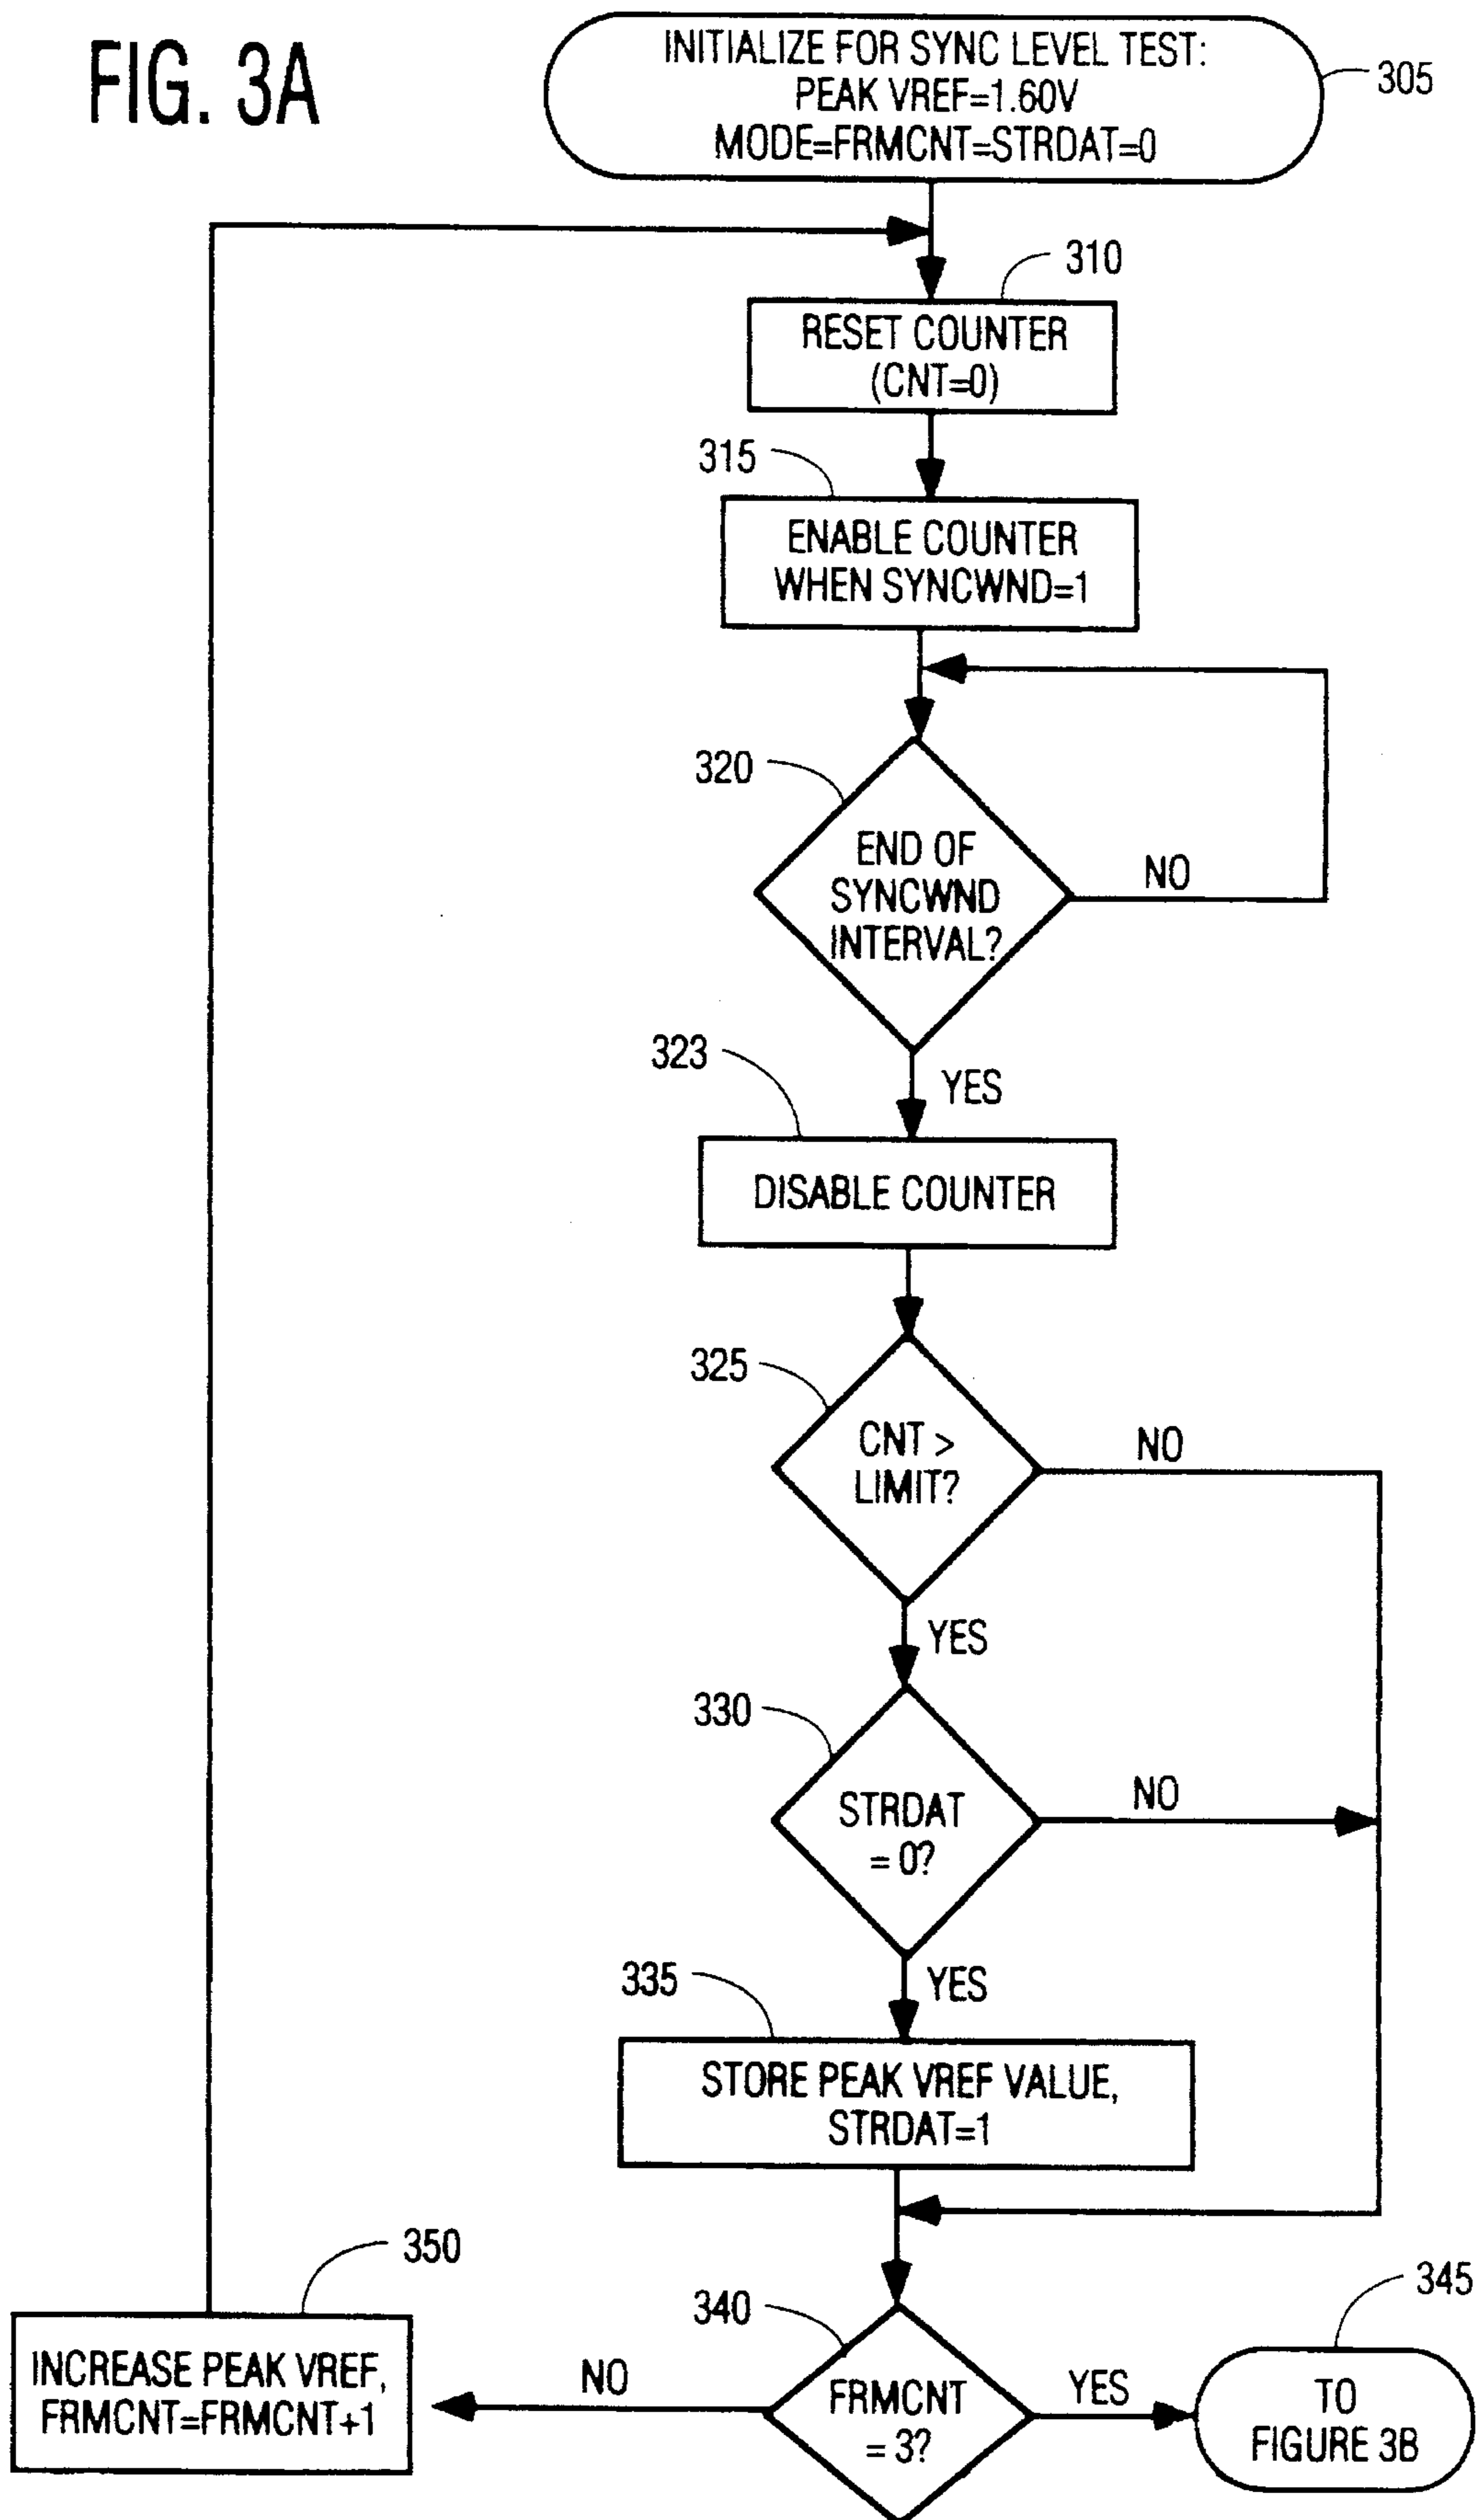 FIG. 3A
INITIALIZE FOR SYNC LEVEL TEST:
PEAK VREF=1.60V
MODE=FRMCNT=STRDAT=0
305
310
RESET COUNTER
(CNT=0)
315
ENABLE COUNTER
WHEN SYNCWND=1
320
END OF
SYNCWND
INTERVAL?
NO
323
YES
DISABLE COUNTER
325
CNT >
LIMIT?
NO
YES
330
STRDAT
= 0?
NO
335
YES
STORE PEAK VREF VALUE,
STRDAT=1
350
INCREASE PEAK VREF,
FRMCNT=FRMCNT+1
NO
340
FRMCNT
= 3?
YES
345
TO
FIGURE 3B